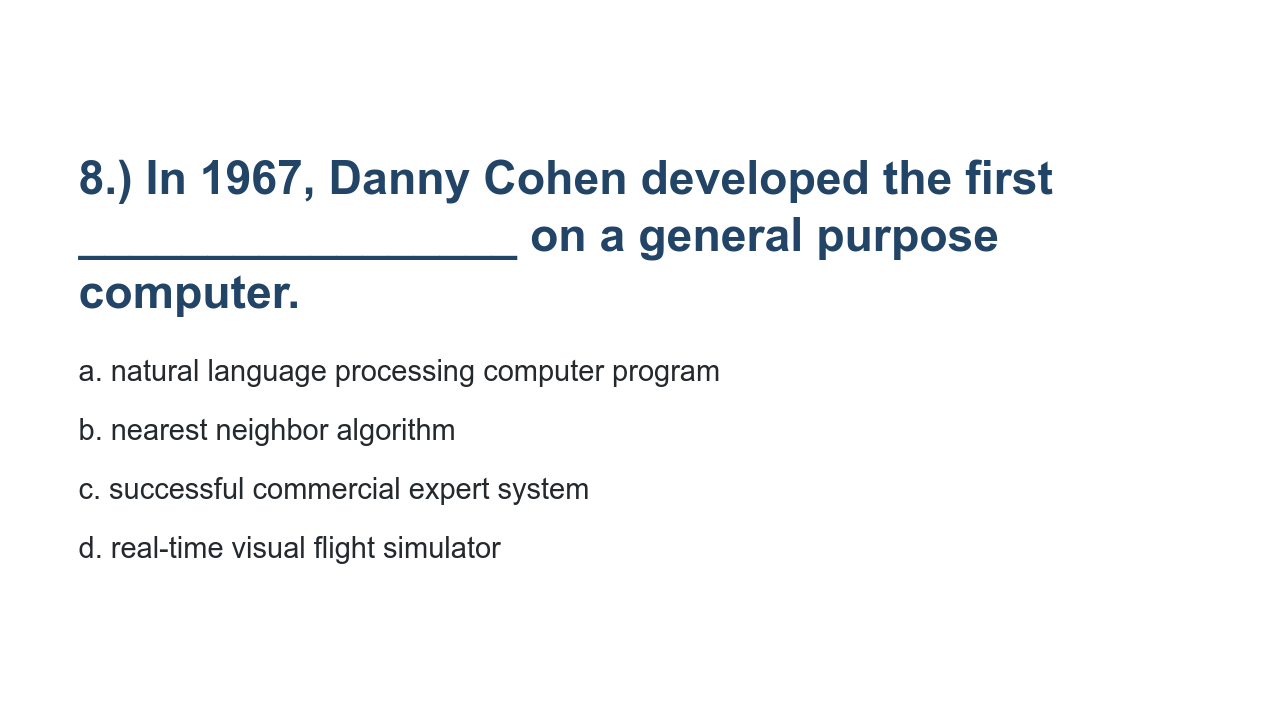 8.) In 1967, Danny Cohen developed the first
_________________ on a general purpose
computer.
a. natural language processing computer program
b. nearest neighbor algorithm
c. successful commercial expert system
d. real-time visual flight simulator